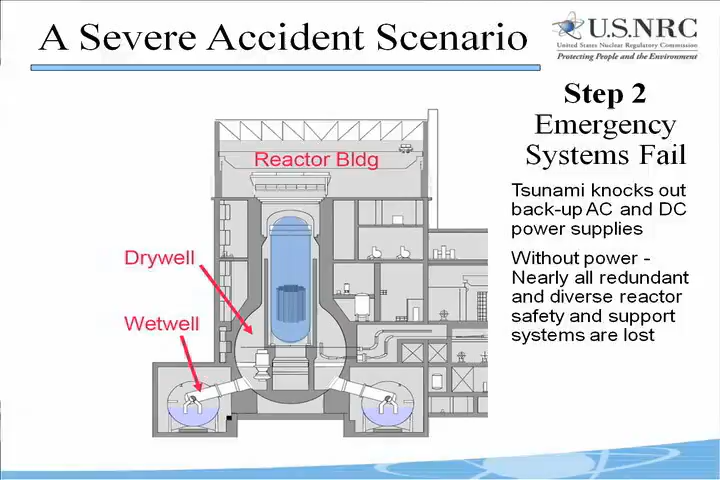 A Severe Accident Scenario
U.S.NRC
United States Nuclear Regulatory Commission
Protecting People and the Environment
Step 2
Emergency
Systems Fail
Tsunami knocks out
back-up AC and DC
power supplies
Without power -
Nearly all redundant
and diverse reactor
safety and support
systems are lost
Reactor Bldg
Drywell
Wetwell